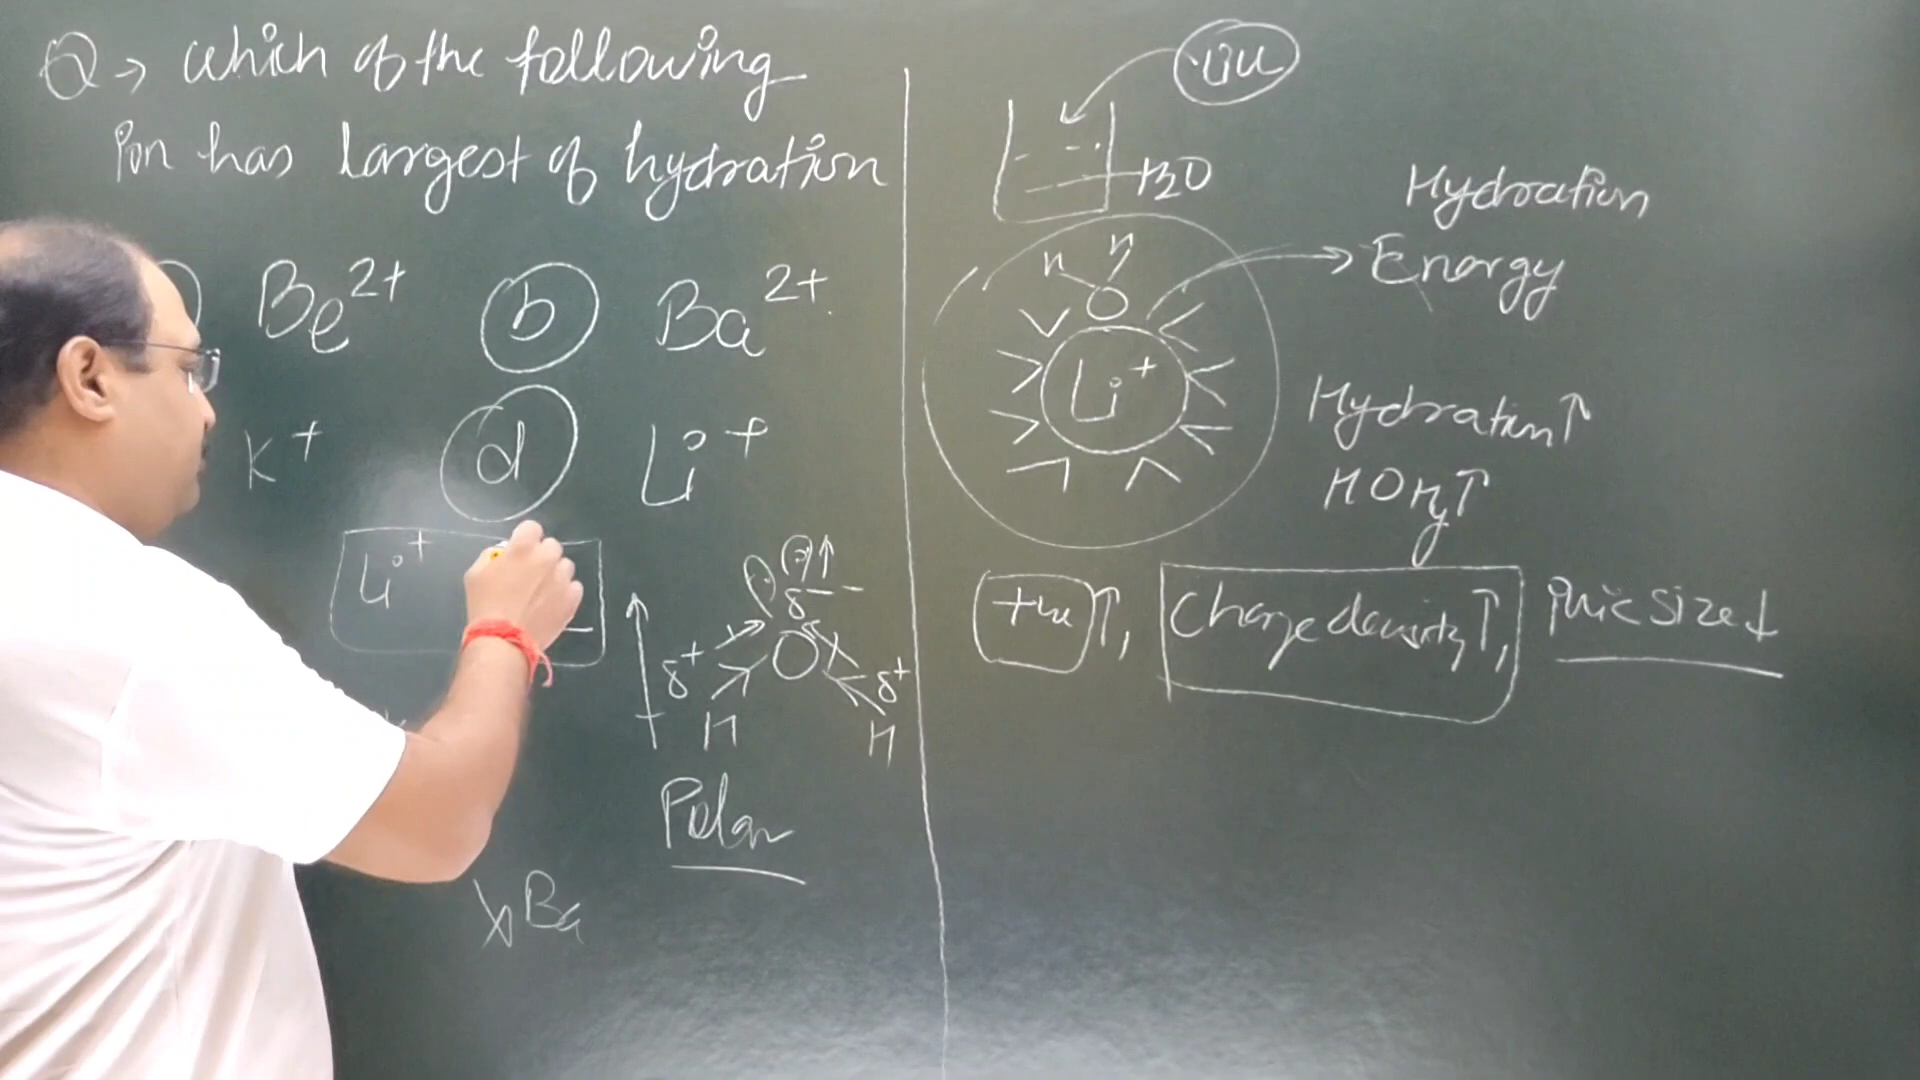 Q → which of the following
ion has largest of hydration
Be2+ b Ba2+
K+ d Li+
Li+
δ-
δ+ O δ+
H H
Polar
Ba
H2O
Hydration
Energy
H H
O
Li+
Hydration↑
HOH↑
+ve↑, Charge density↑, ionic size↓